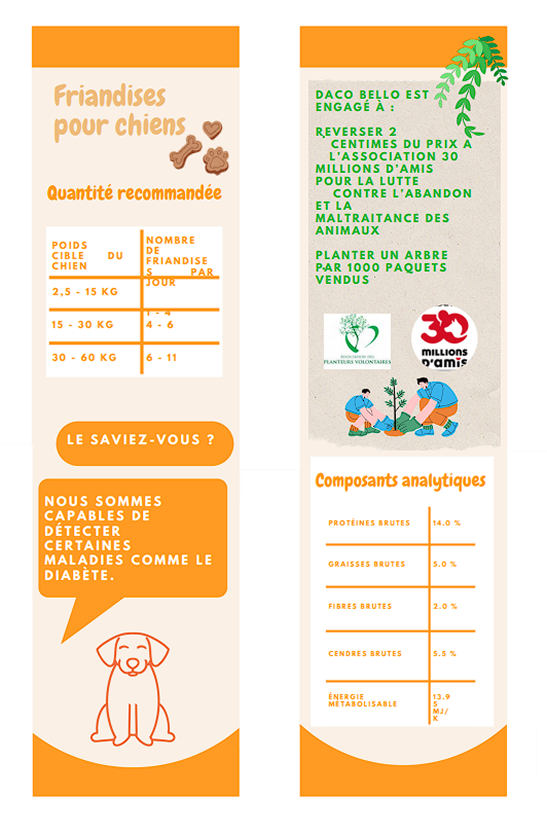 Friandises
pour chiens
Quantité recommandée
POIDS
CIBLE DU
CHIEN
NOMBRE
DE
FRIANDISE
S PAR
JOUR
2,5 - 15 KG
1 - 4
15 - 30 KG
4 - 6
30 - 60 KG
6 - 11
LE SAVIEZ-VOUS ?
NOUS SOMMES
CAPABLES DE
DÉTECTER
CERTAINES
MALADIES COMME LE
DIABÈTE.
DACO BELLO EST
ENGAGÉ À :
REVERSER 2
CENTIMES DU PRIX A
L'ASSOCIATION 30
MILLIONS D'AMIS
POUR LA LUTTE
CONTRE L'ABANDON
ET LA
MALTRAITANCE DES
ANIMAUX
PLANTER UN ARBRE
PAR 1000 PAQUETS
VENDUS
ASSOCIATION DES
PLANTEURS VOLONTAIRES
30
MILLIONS
D'AMIS
Composants analytiques
PROTÉINES BRUTES
14.0 %
GRAISSES BRUTES
5.0 %
FIBRES BRUTES
2.0 %
CENDRES BRUTES
5.5 %
ÉNERGIE
MÉTABOLISABLE
13.9
5
MJ/
K